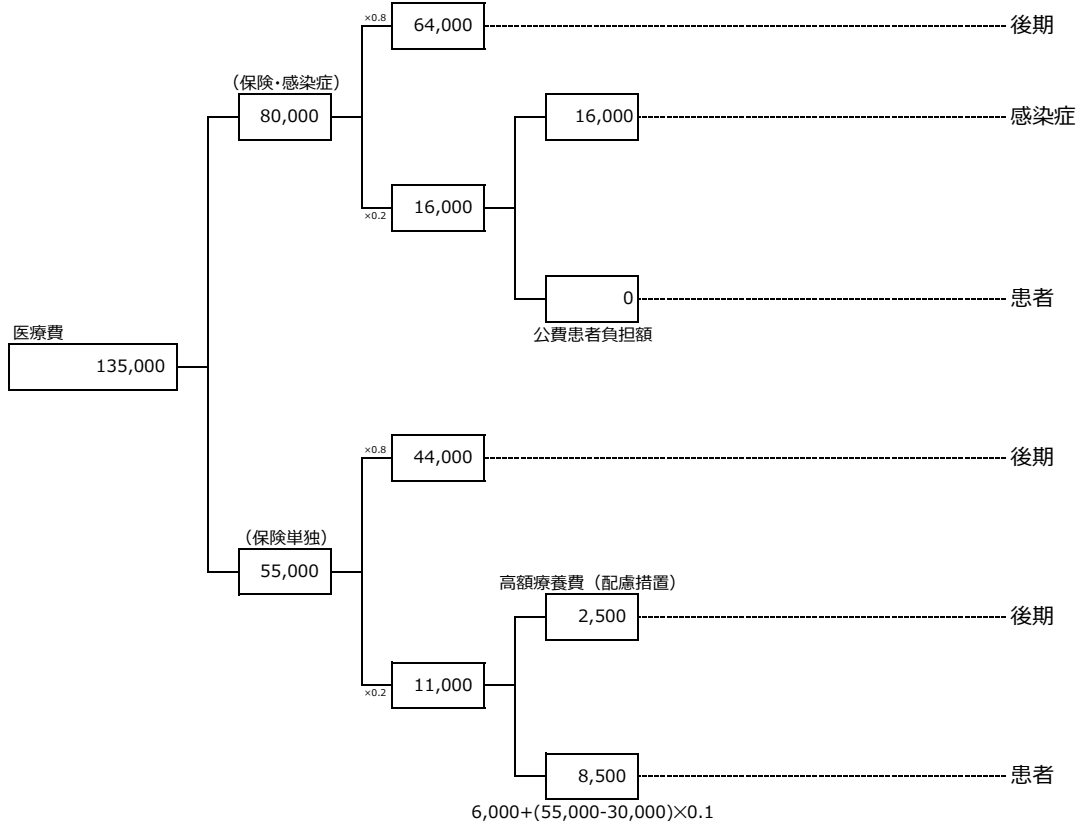 ×0.8
64,000
後期
（保険・感染症）
80,000
16,000
感染症
×0.2
16,000
0
患者
公費患者負担額
医療費
135,000
×0.8
44,000
後期
（保険単独）
55,000
高額療養費（配慮措置）
2,500
後期
×0.2
11,000
8,500
患者
6,000+(55,000-30,000)×0.1